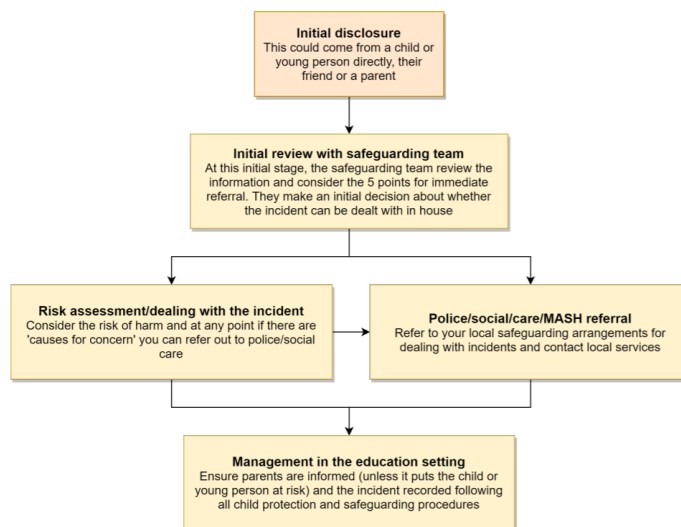 Initial disclosure
This could come from a child or
young person directly, their
friend or a parent
Initial review with safeguarding team
At this initial stage, the safeguarding team review the
information and consider the 5 points for immediate
referral. They make an initial decision about whether
the incident can be dealt with in house
Risk assessment/dealing with the incident
Consider the risk of harm and at any point if there are
'causes for concern' you can refer out to police/social
care
Police/social/care/MASH referral
Refer to your local safeguarding arrangements for
dealing with incidents and contact local services
Management in the education setting
Ensure parents are informed (unless it puts the child or
young person at risk) and the incident recorded following
all child protection and safeguarding procedures